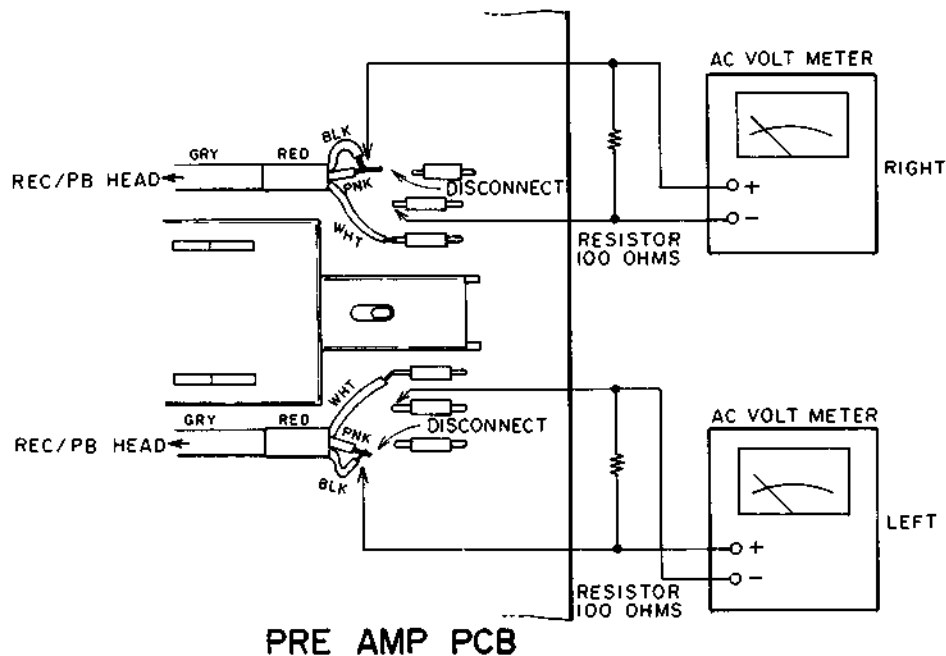 AC VOLT METER
BLK
GRY
RED
REC/PB HEAD
PNK
DISCONNECT
+
RIGHT
WHT
-
RESISTOR
100 OHMS
WHT
AC VOLT METER
GRY
RED
PNK
DISCONNECT
REC/PB HEAD
BLK
LEFT
+
-
RESISTOR
100 OHMS
PRE AMP PCB